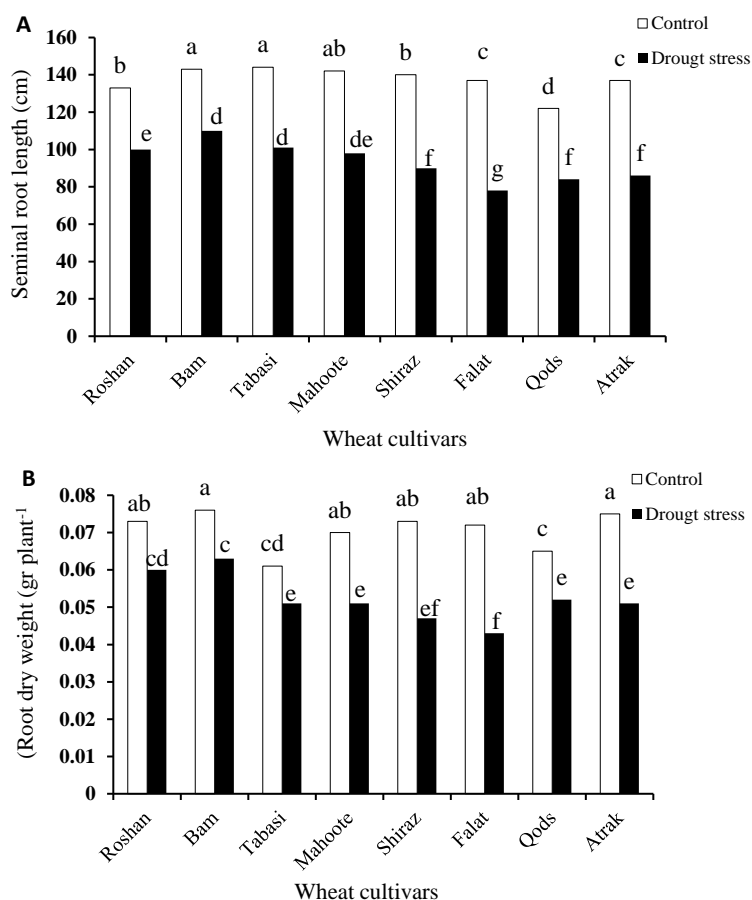 A
Control
Drougt stress
Seminal root length (cm)
160
140
120
100
80
60
40
20
0
b a a ab b c d c
e d d de f g f f
Roshan Bam Tabasi Mahoote Shiraz Falat Qods Atrak
Wheat cultivars
B
Control
Drougt stress
(Root dry weight (gr plant-1
0.08
0.07
0.06
0.05
0.04
0.03
0.02
0.01
0
ab a cd ab ab ab c a
cd c e e ef f e e
Roshan Bam Tabasi Mahoote Shiraz Falat Qods Atrak
Wheat cultivars